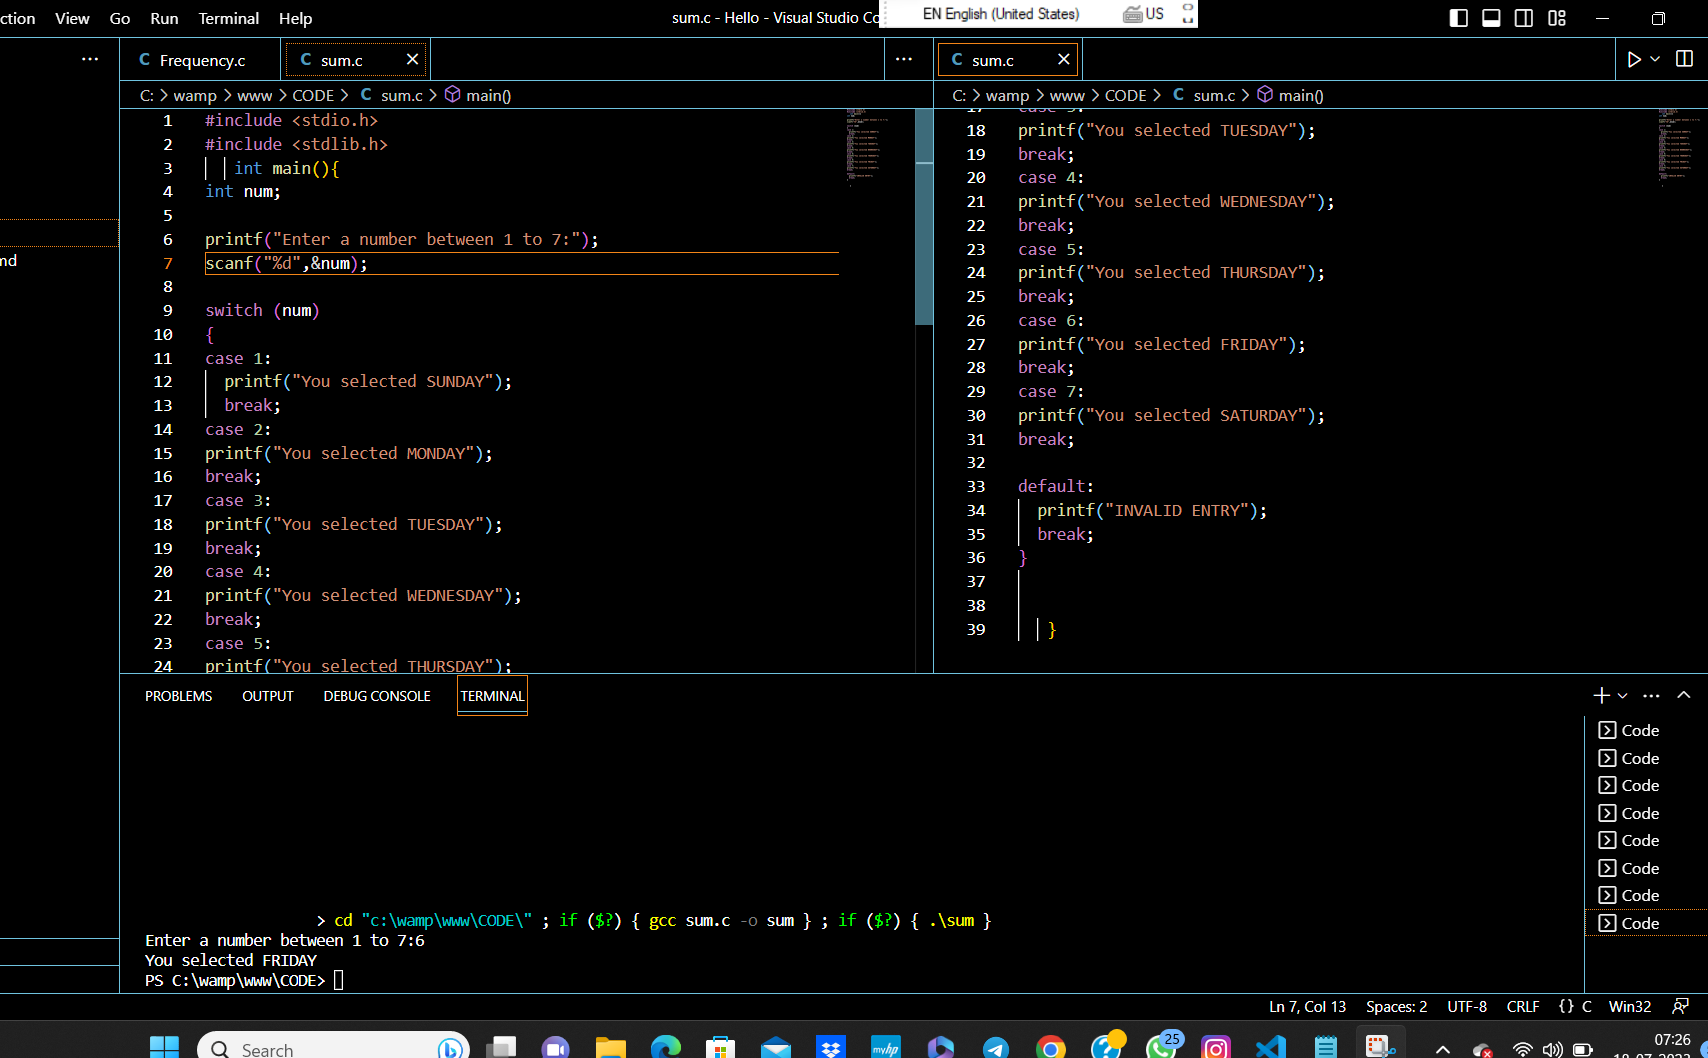 ction View Go Run Terminal Help
sum.c - Hello - Visual Studio Co
EN English (United States) US
Frequency.c
sum.c
C: > wamp > www > CODE > C sum.c > main()
1 #include <stdio.h>
2 #include <stdlib.h>
3 int main(){
4 int num;
5
6 printf("Enter a number between 1 to 7:");
7 scanf("%d",&num);
8
9 switch (num)
10 {
11 case 1:
12 printf("You selected SUNDAY");
13 break;
14 case 2:
15 printf("You selected MONDAY");
16 break;
17 case 3:
18 printf("You selected TUESDAY");
19 break;
20 case 4:
21 printf("You selected WEDNESDAY");
22 break;
23 case 5:
24 printf("You selected THURSDAY");
C sum.c
C: > wamp > www > CODE > C sum.c > main()
17 case 3:
18 printf("You selected TUESDAY");
19 break;
20 case 4:
21 printf("You selected WEDNESDAY");
22 break;
23 case 5:
24 printf("You selected THURSDAY");
25 break;
26 case 6:
27 printf("You selected FRIDAY");
28 break;
29 case 7:
30 printf("You selected SATURDAY");
31 break;
32
33 default:
34 printf("INVALID ENTRY");
35 break;
36 }
37
38
39 }
md
PROBLEMS OUTPUT DEBUG CONSOLE TERMINAL
> cd "c:\wamp\www\CODE\" ; if ($?) { gcc sum.c -o sum } ; if ($?) { .\sum }
Enter a number between 1 to 7:6
You selected FRIDAY
PS C:\wamp\www\CODE>
Code
Code
Code
Code
Code
Code
Code
Code
Ln 7, Col 13 Spaces: 2 UTF-8 CRLF {} C Win32
Search
myhp
25
07:26